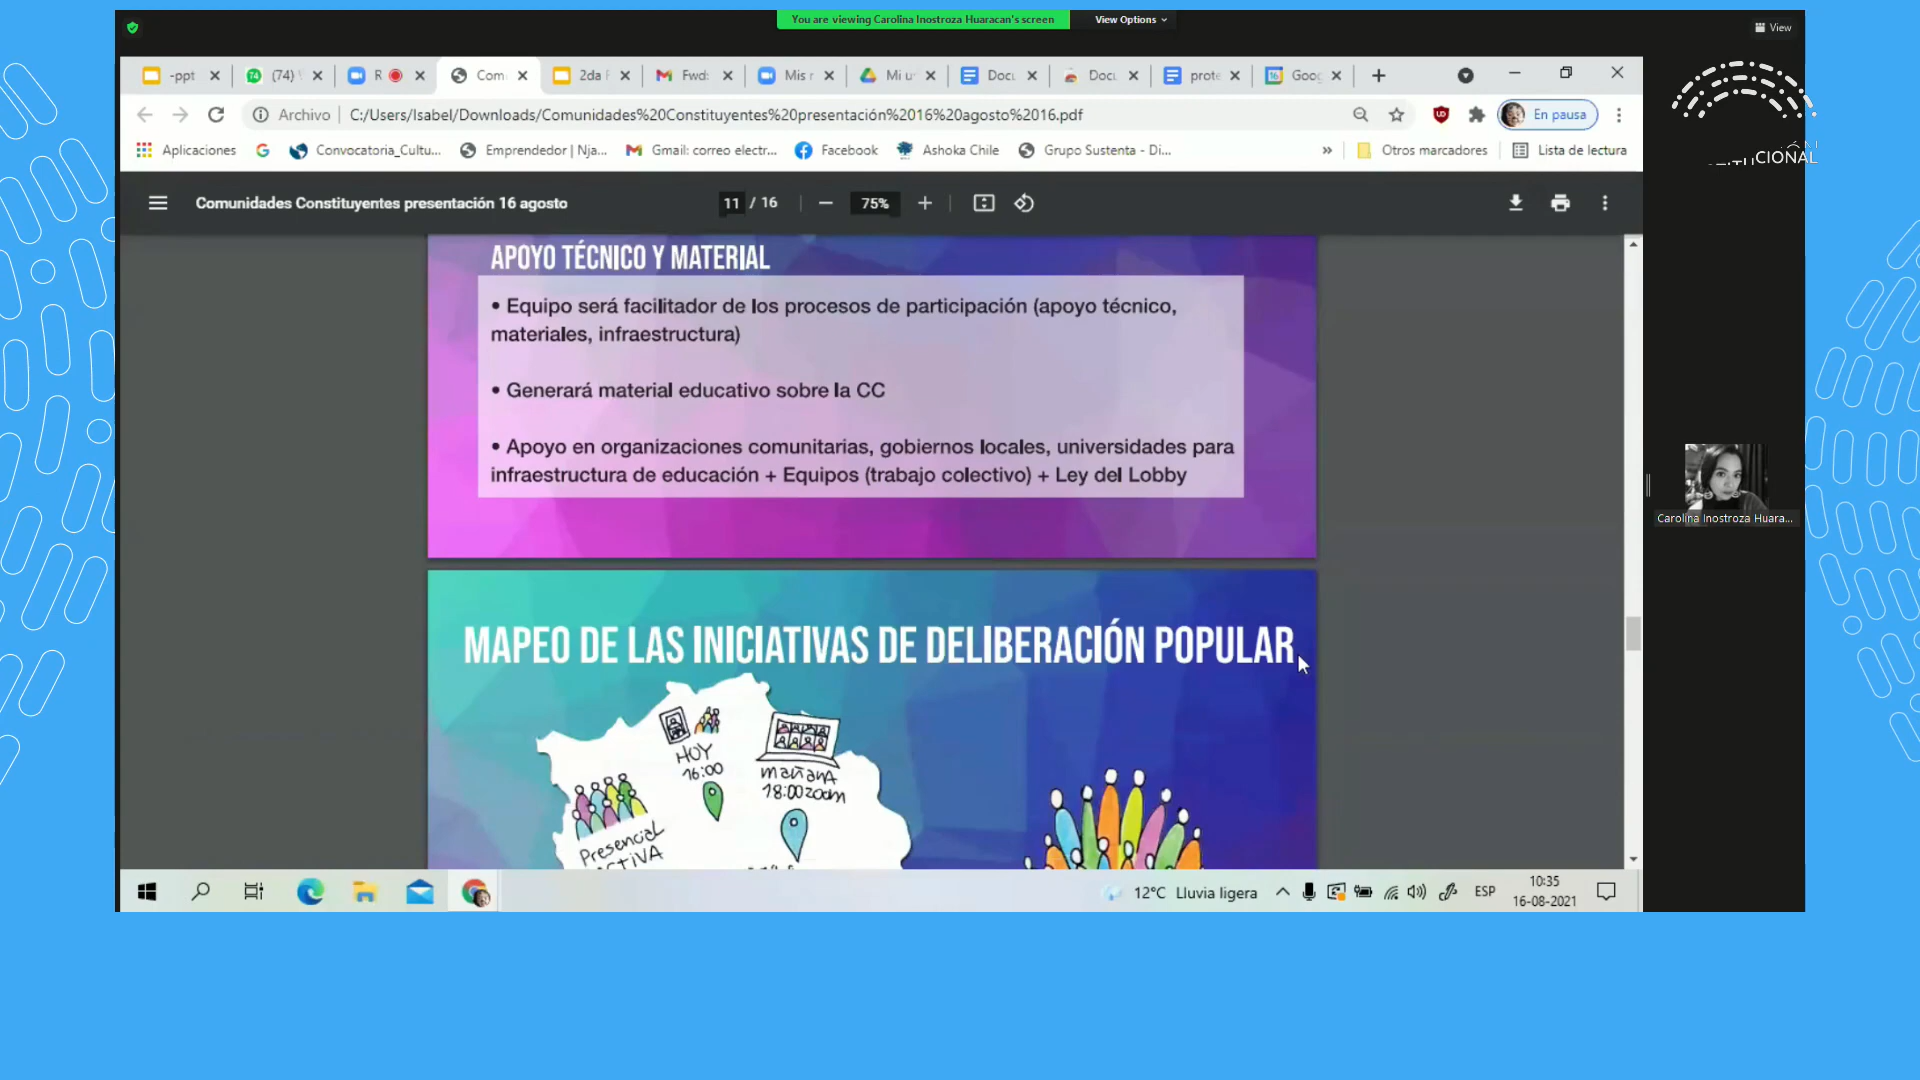 You are viewing Carolina Inostroza Huaracan's screen
View Options
View
-ppt
(74)
R
Com
2da
Fwd:
Mis r
Mi u
Docu
Docu
prote
Goog
Archivo
C:/Users/Isabel/Downloads/Comunidades%20Constituyentes%20presentación%2016%20agosto%2016.pdf
En pausa
Aplicaciones
Convocatoria_Cultu...
Emprendedor | Nja...
Gmail: correo electr...
Facebook
Ashoka Chile
Grupo Sustenta - Di...
»
Otros marcadores
Lista de lectura
CIONAL
Comunidades Constituyentes presentación 16 agosto
11 / 16
75%
APOYO TÉCNICO Y MATERIAL
• Equipo será facilitador de los procesos de participación (apoyo técnico,
materiales, infraestructura)
• Generará material educativo sobre la CC
• Apoyo en organizaciones comunitarias, gobiernos locales, universidades para
infraestructura de educación + Equipos (trabajo colectivo) + Ley del Lobby
MAPEO DE LAS INICIATIVAS DE DELIBERACIÓN POPULAR
HOY
16:00
mañana
18:00 zoom
Presencial
Carolina Inostroza Huara...
12°C Lluvia ligera
ESP
10:35
16-08-2021